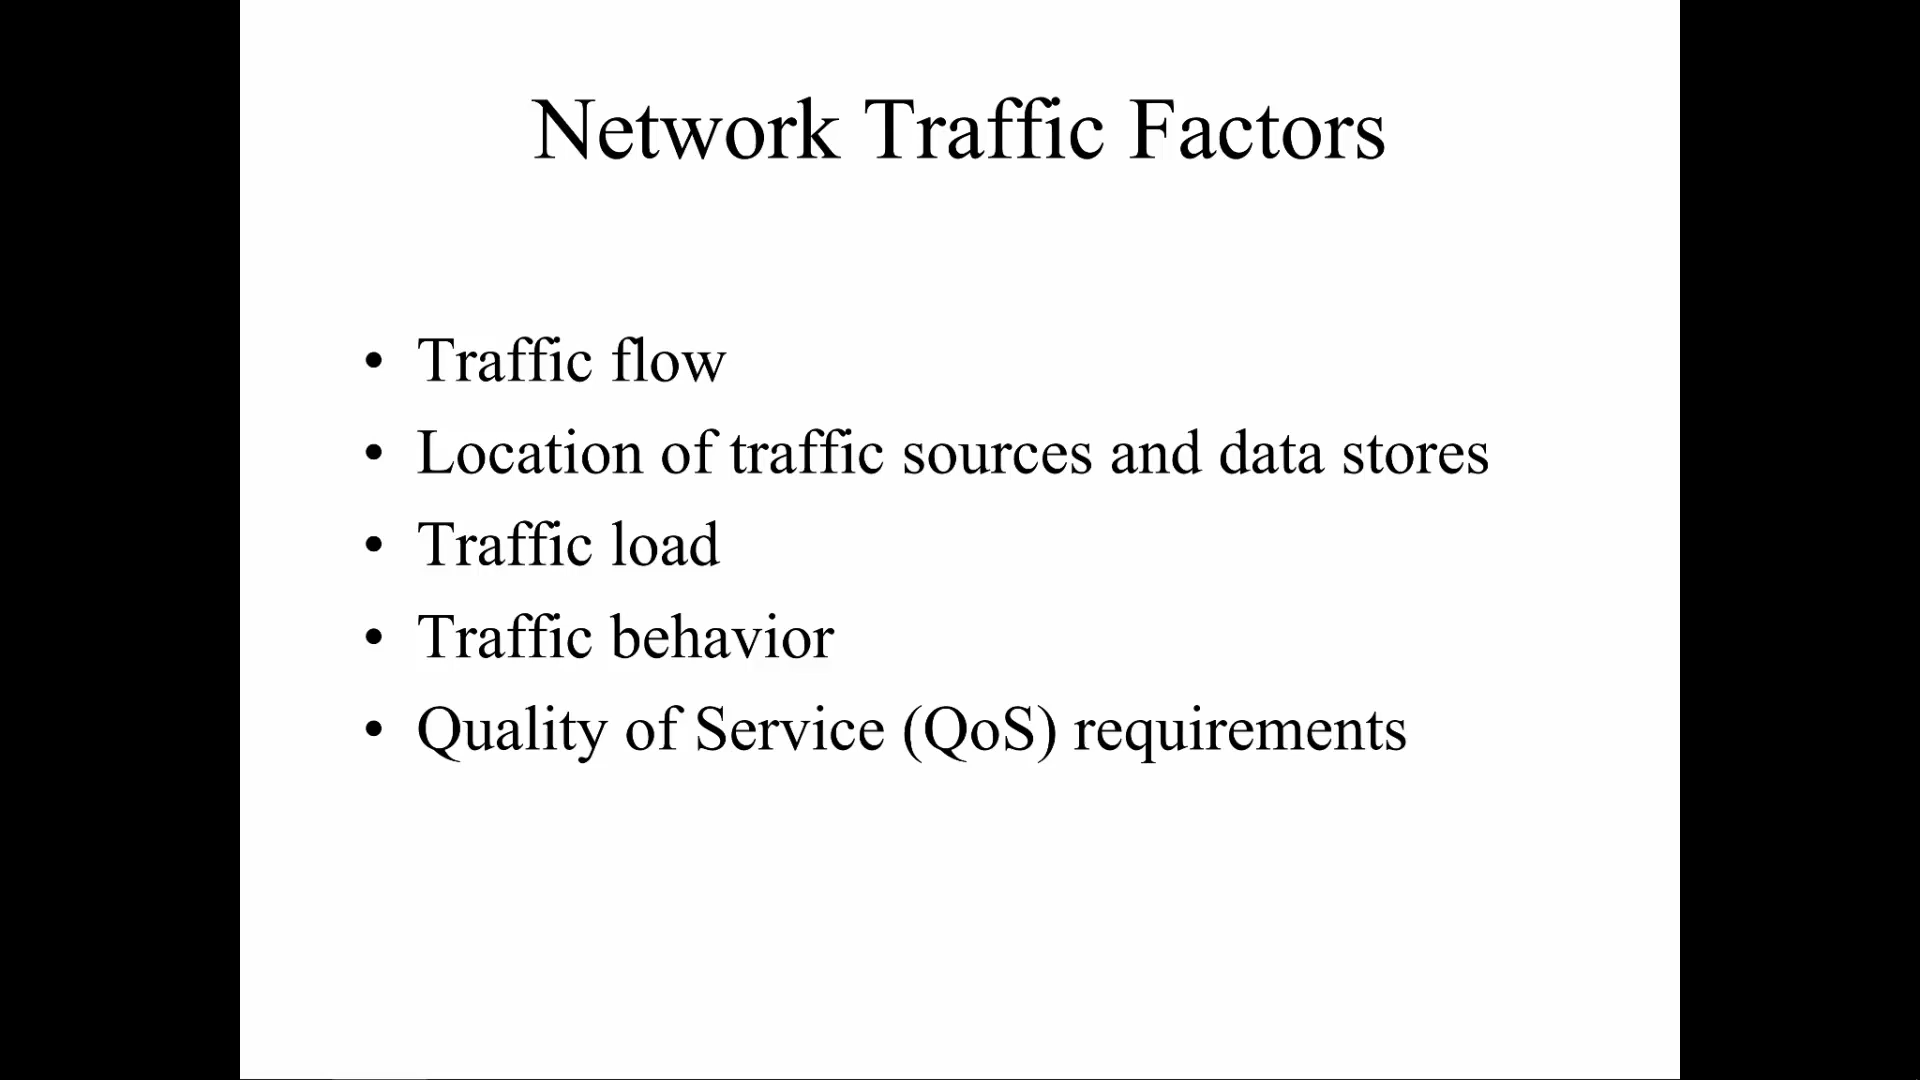 Network Traffic Factors
• Traffic flow
• Location of traffic sources and data stores
• Traffic load
• Traffic behavior
• Quality of Service (QoS) requirements